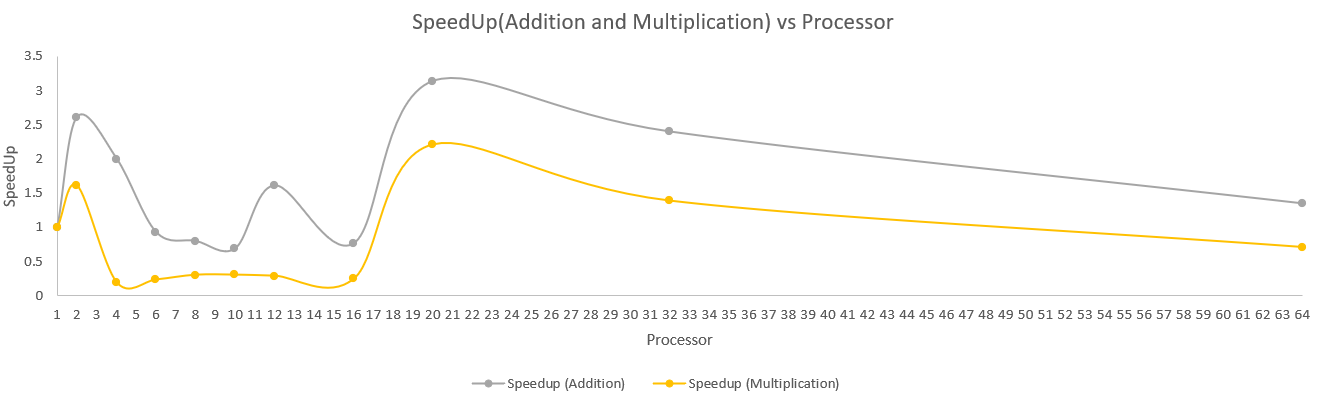 SpeedUp(Addition and Multiplication) vs Processor
3.5
3
2.5
2
1.5
1
0.5
0
SpeedUp
1 2 3 4 5 6 7 8 9 10 11 12 13 14 15 16 17 18 19 20 21 22 23 24 25 26 27 28 29 30 31 32 33 34 35 36 37 38 39 40 41 42 43 44 45 46 47 48 49 50 51 52 53 54 55 56 57 58 59 60 61 62 63 64
Processor
Speedup (Addition) Speedup (Multiplication)